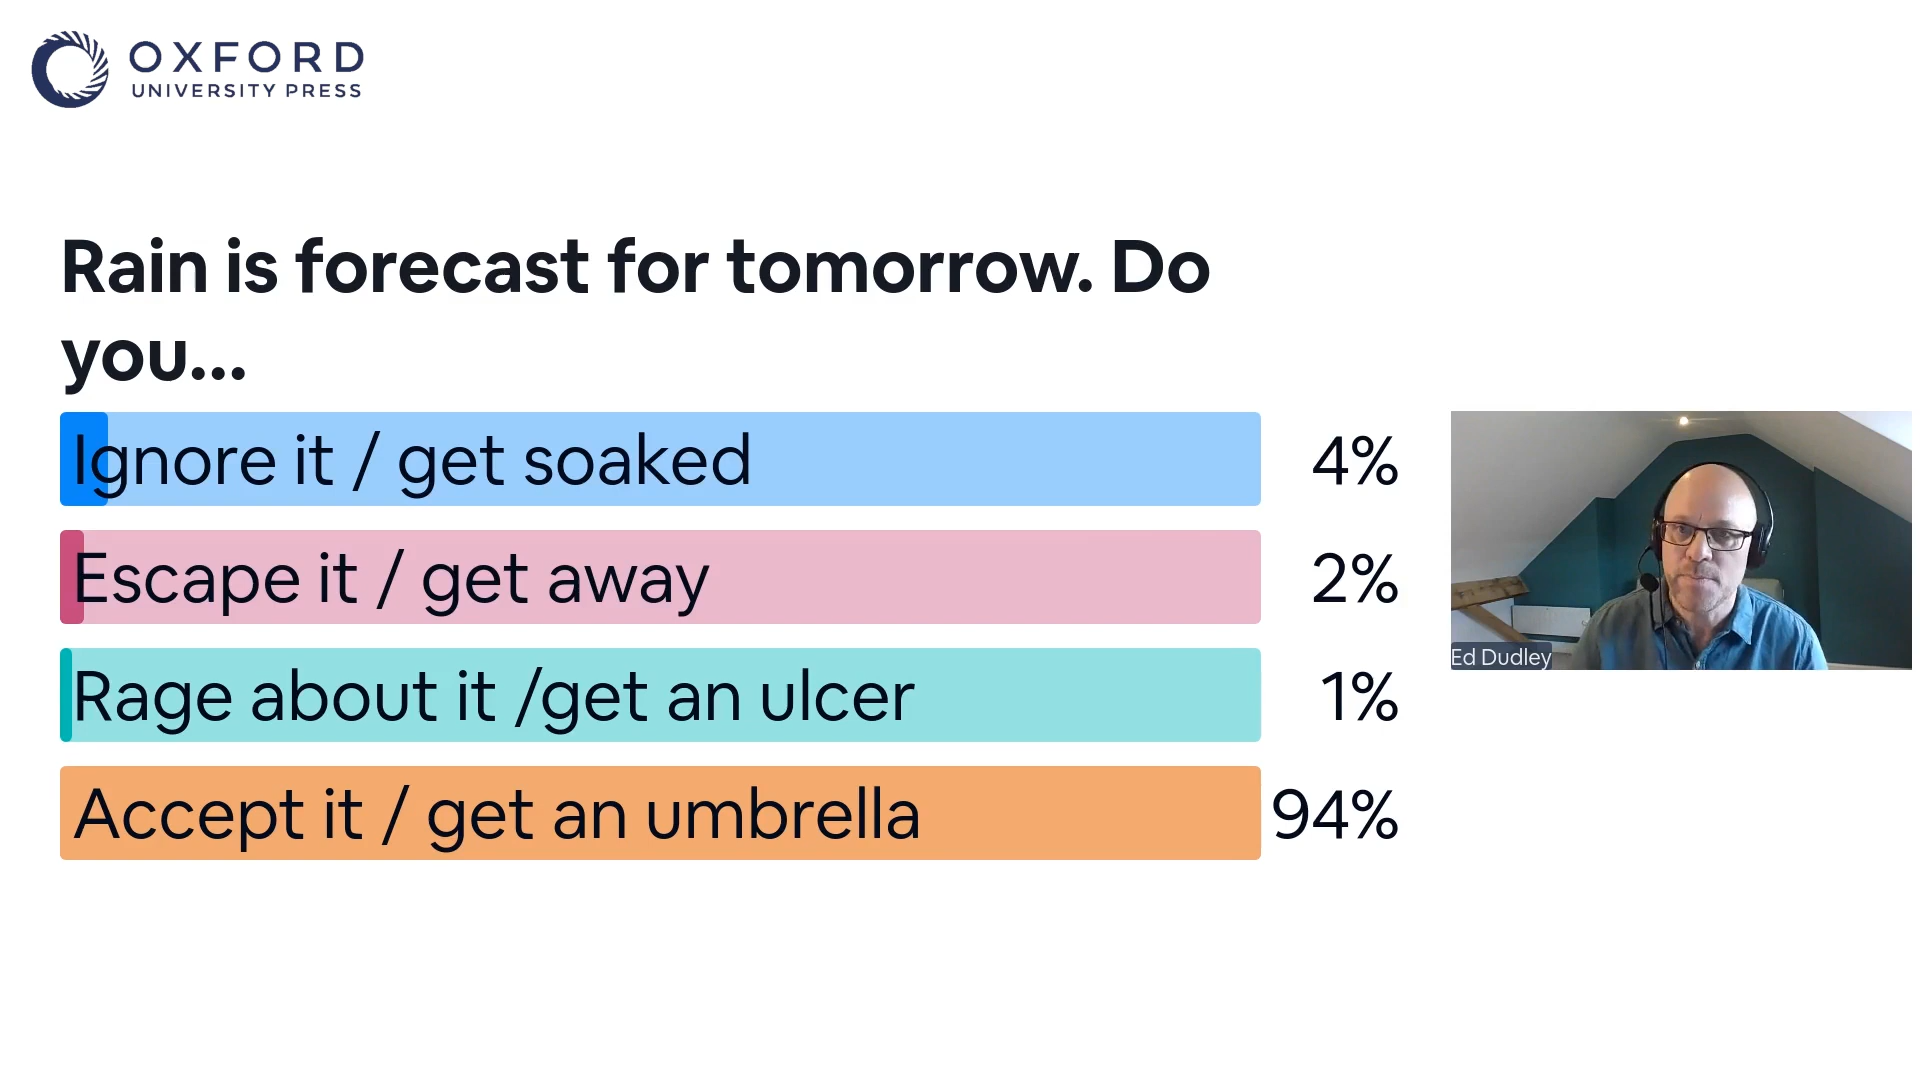 OXFORD
UNIVERSITY PRESS
Rain is forecast for tomorrow. Do
you...
Ignore it / get soaked 4%
Escape it / get away 2%
Rage about it /get an ulcer 1%
Accept it / get an umbrella 94%
Ed Dudley